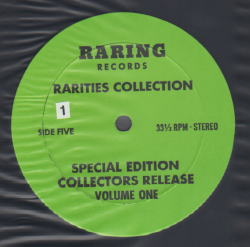 RARING
RECORDS
RARITIES COLLECTION
1
SIDE FIVE
33⅓ RPM - STEREO
SPECIAL EDITION
COLLECTORS RELEASE
VOLUME ONE